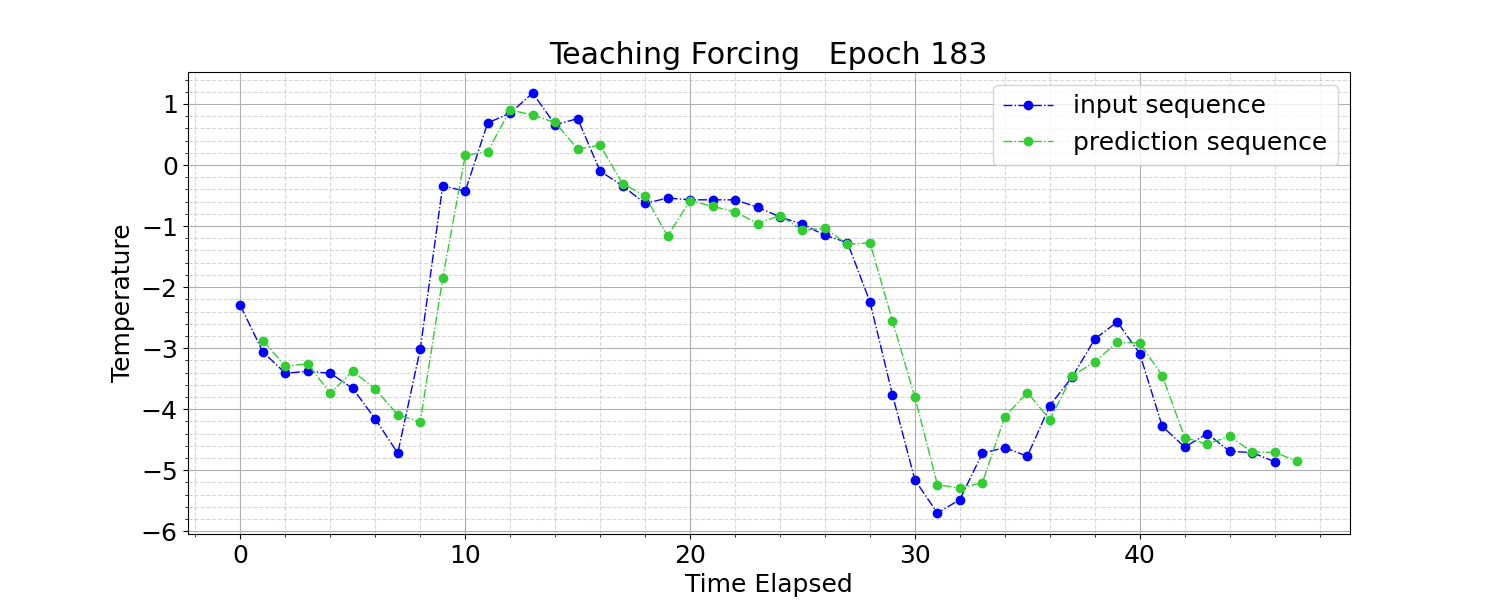 Teaching Forcing   Epoch 183
input sequence
prediction sequence
Temperature
1
0
−1
−2
−3
−4
−5
−6
0 10 20 30 40
Time Elapsed